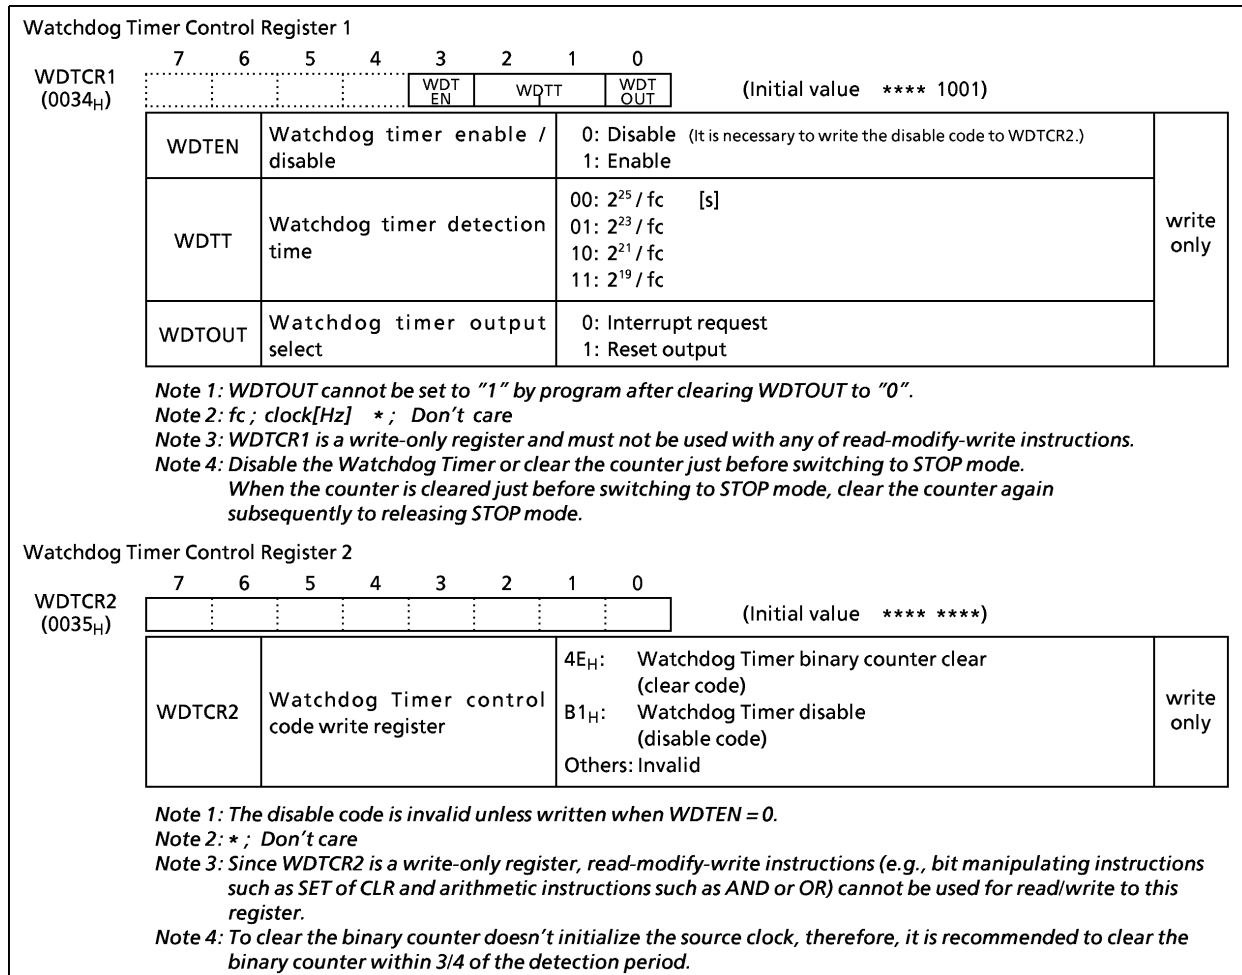 Watchdog Timer Control Register 1
7 6 5 4 3 2 1 0
WDTCR1
(0034H)
WDT
EN
WDTT
WDT
OUT
(Initial value **** 1001)
WDTEN
Watchdog timer enable /
disable
0: Disable (It is necessary to write the disable code to WDTCR2.)
1: Enable
write
only
WDTT
Watchdog timer detection
time
00: 2²⁵ / fc [s]
01: 2²³ / fc
10: 2²¹ / fc
11: 2¹⁹ / fc
WDTOUT
Watchdog timer output
select
0: Interrupt request
1: Reset output
Note 1: WDTOUT cannot be set to "1" by program after clearing WDTOUT to "0".
Note 2: fc ; clock[Hz] * ; Don't care
Note 3: WDTCR1 is a write-only register and must not be used with any of read-modify-write instructions.
Note 4: Disable the Watchdog Timer or clear the counter just before switching to STOP mode.
When the counter is cleared just before switching to STOP mode, clear the counter again
subsequently to releasing STOP mode.
Watchdog Timer Control Register 2
7 6 5 4 3 2 1 0
WDTCR2
(0035H)
(Initial value **** ****)
WDTCR2
Watchdog Timer control
code write register
4EH: Watchdog Timer binary counter clear
(clear code)
B1H: Watchdog Timer disable
(disable code)
Others: Invalid
write
only
Note 1: The disable code is invalid unless written when WDTEN = 0.
Note 2: * ; Don't care
Note 3: Since WDTCR2 is a write-only register, read-modify-write instructions (e.g., bit manipulating instructions
such as SET of CLR and arithmetic instructions such as AND or OR) cannot be used for read/write to this
register.
Note 4: To clear the binary counter doesn't initialize the source clock, therefore, it is recommended to clear the
binary counter within 3/4 of the detection period.